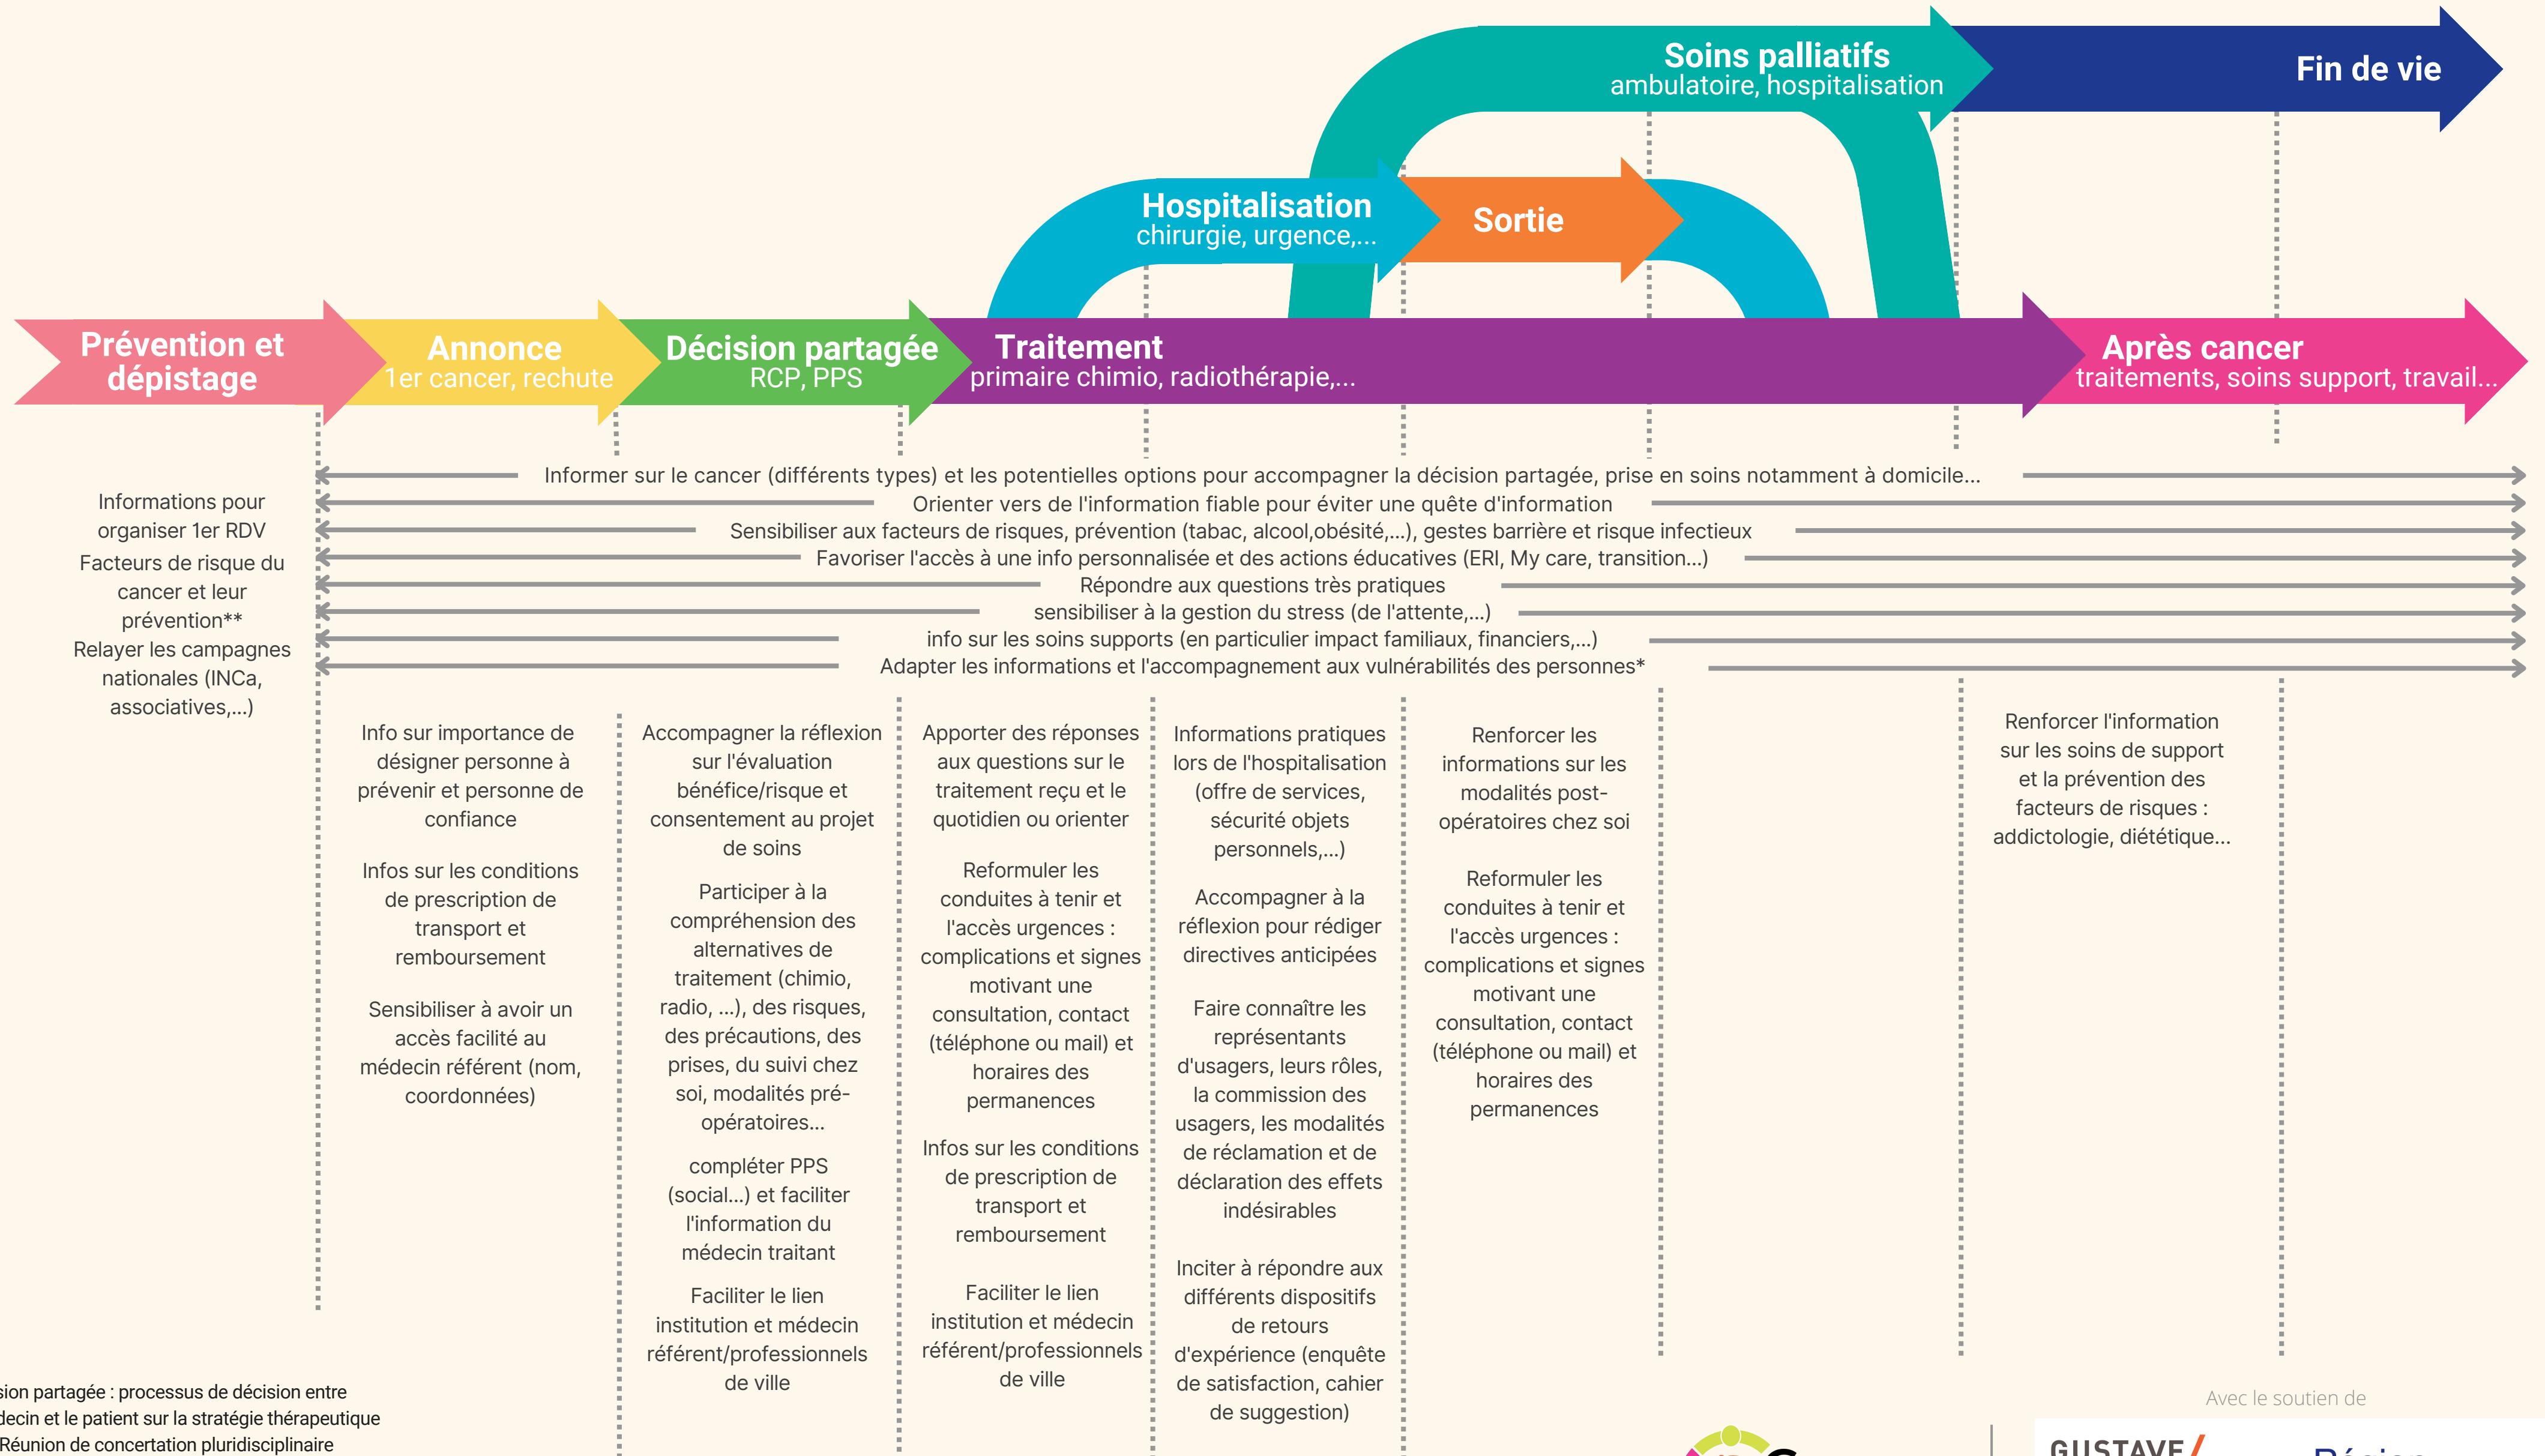 Soins palliatifs
ambulatoire, hospitalisation
Fin de vie
Hospitalisation
chirurgie, urgence,...
Sortie
Prévention et
dépistage
Annonce
1er cancer, rechute
Décision partagée
RCP, PPS
Traitement
primaire chimio, radiothérapie,...
Après cancer
traitements, soins support, travail...
Informer sur le cancer (différents types) et les potentielles options pour accompagner la décision partagée, prise en soins notamment à domicile...
Orienter vers de l'information fiable pour éviter une quête d'information
Sensibiliser aux facteurs de risques, prévention (tabac, alcool,obésité,...), gestes barrière et risque infectieux
Favoriser l'accès à une info personnalisée et des actions éducatives (ERI, My care, transition...)
Répondre aux questions très pratiques
sensibiliser à la gestion du stress (de l'attente,...)
info sur les soins supports (en particulier impact familiaux, financiers,...)
Adapter les informations et l'accompagnement aux vulnérabilités des personnes*
Informations pour
organiser 1er RDV
Facteurs de risque du
cancer et leur
prévention**
Relayer les campagnes
nationales (INCa,
associatives,...)
Info sur importance de
désigner personne à
prévenir et personne de
confiance
Infos sur les conditions
de prescription de
transport et
remboursement
Sensibiliser à avoir un
accès facilité au
médecin référent (nom,
coordonnées)
Accompagner la réflexion
sur l'évaluation
bénéfice/risque et
consentement au projet
de soins
Participer à la
compréhension des
alternatives de
traitement (chimio,
radio, ...), des risques,
des précautions, des
prises, du suivi chez
soi, modalités pré-
opératoires...
compléter PPS
(social...) et faciliter
l'information du
médecin traitant
Faciliter le lien
institution et médecin
référent/professionnels
de ville
Apporter des réponses
aux questions sur le
traitement reçu et le
quotidien ou orienter
Reformuler les
conduites à tenir et
l'accès urgences :
complications et signes
motivant une
consultation, contact
(téléphone ou mail) et
horaires des
permanences
Infos sur les conditions
de prescription de
transport et
remboursement
Faciliter le lien
institution et médecin
référent/professionnels
de ville
Informations pratiques
lors de l'hospitalisation
(offre de services,
sécurité objets
personnels,...)
Accompagner à la
réflexion pour rédiger
directives anticipées
Faire connaître les
représentants
d'usagers, leurs rôles,
la commission des
usagers, les modalités
de réclamation et de
déclaration des effets
indésirables
Inciter à répondre aux
différents dispositifs
de retours
d'expérience (enquête
de satisfaction, cahier
de suggestion)
Renforcer les
informations sur les
modalités post-
opératoires chez soi
Reformuler les
conduites à tenir et
l'accès urgences :
complications et signes
motivant une
consultation, contact
(téléphone ou mail) et
horaires des
permanences
Renforcer l'information
sur les soins de support
et la prévention des
facteurs de risques :
addictologie, diététique...
partagée : processus de décision entre
et le patient sur la stratégie thérapeutique
Réunion de concertation pluridisciplinaire
Avec le soutien de
GUSTAVE/
Région